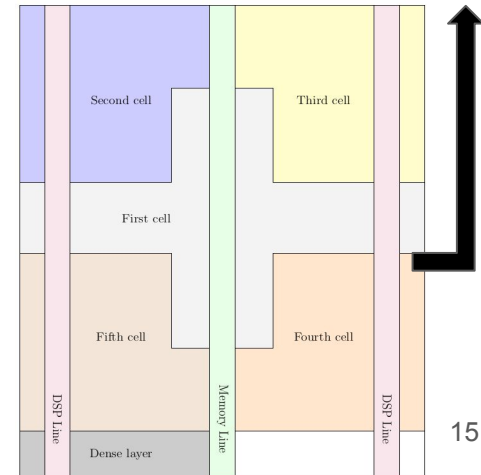 Second cell
Third cell
First cell
Fifth cell
Fourth cell
DSP Line
Memory Line
DSP Line
Dense layer
15